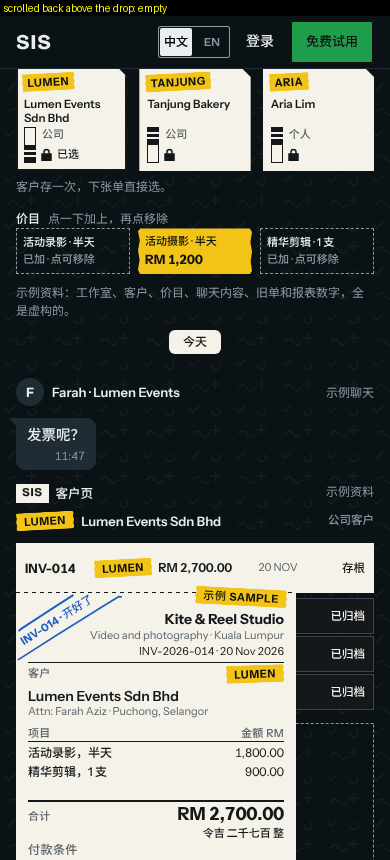 scrolled back above the drop: empty
SIS 中文 EN 登录 免费试用
LUMEN TANJUNG ARIA
Lumen Events Sdn Bhd
Tanjung Bakery
Aria Lim
公司 公司 个人
已选
客户存一次，下张单直接选。
价目 点一下加上，再点移除
活动录影·半天 活动摄影·半天 精华剪辑·1支
已加·点可移除 RM 1,200 已加·点可移除
示例资料：工作室、客户、价目、聊天内容、旧单和报表数字，全
是虚构的。
今天
F Farah·Lumen Events 示例聊天
发票呢？
11:47
SIS 客户页 示例资料
LUMEN Lumen Events Sdn Bhd 公司客户
INV-014 LUMEN RM 2,700.00 20 NOV 存根
示例 SAMPLE
INV-014·开好了
已归档
Kite & Reel Studio
Video and photography·Kuala Lumpur
INV-2026-014·20 Nov 2026
已归档
客户 LUMEN
Lumen Events Sdn Bhd
已归档
Attn: Farah Aziz·Puchong, Selangor
项目 金额 RM
活动录影，半天 1,800.00
精华剪辑，1支 900.00
合计 RM 2,700.00
令吉 二千七百 整
付款条件